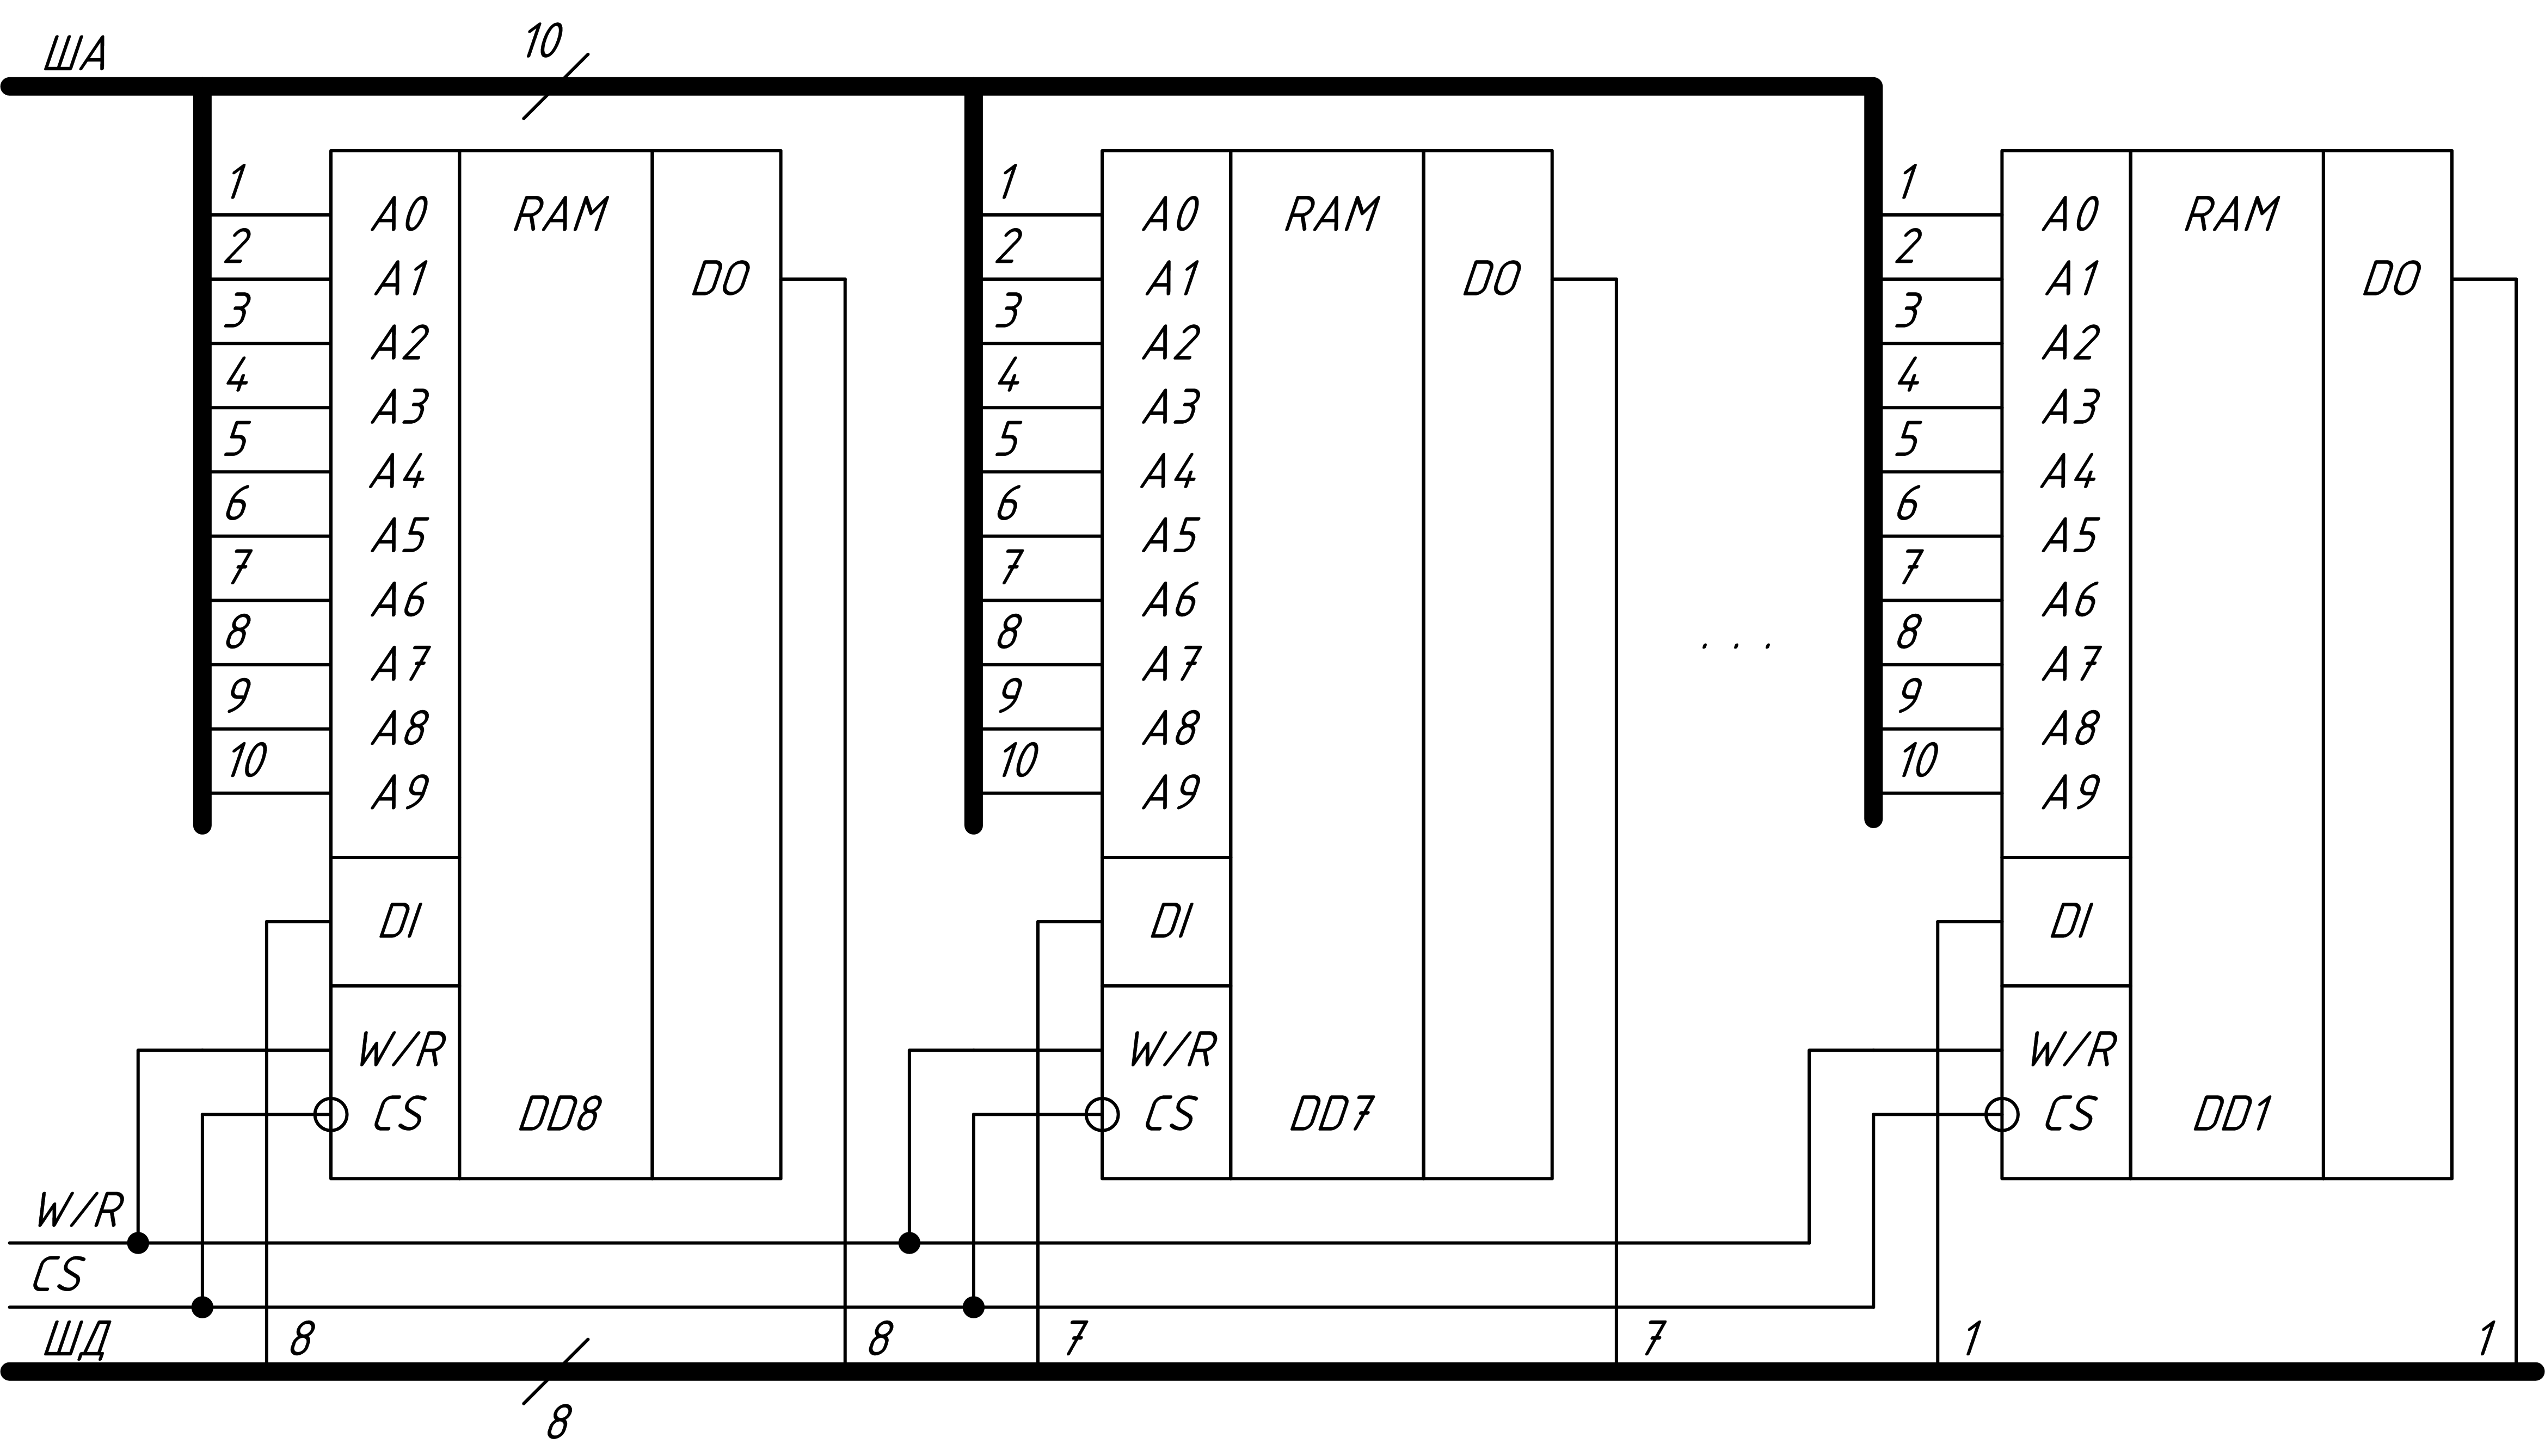 ША 10
1 1 1
A0 RAM A0 RAM A0 RAM
2 2 2
A1 DO A1 DO A1 DO
3 3 3
A2 A2 A2
4 4 4
A3 A3 A3
5 5 5
A4 A4 A4
6 6 6
A5 A5 A5
7 7 7
A6 A6 A6
8 8 . . . 8
A7 A7 A7
9 9 9
A8 A8 A8
10 10 10
A9 A9 A9
DI DI DI
W/R W/R W/R
CS DD8 CS DD7 CS DD1
W/R
CS
ШД 8 8 7 7 1 1
8